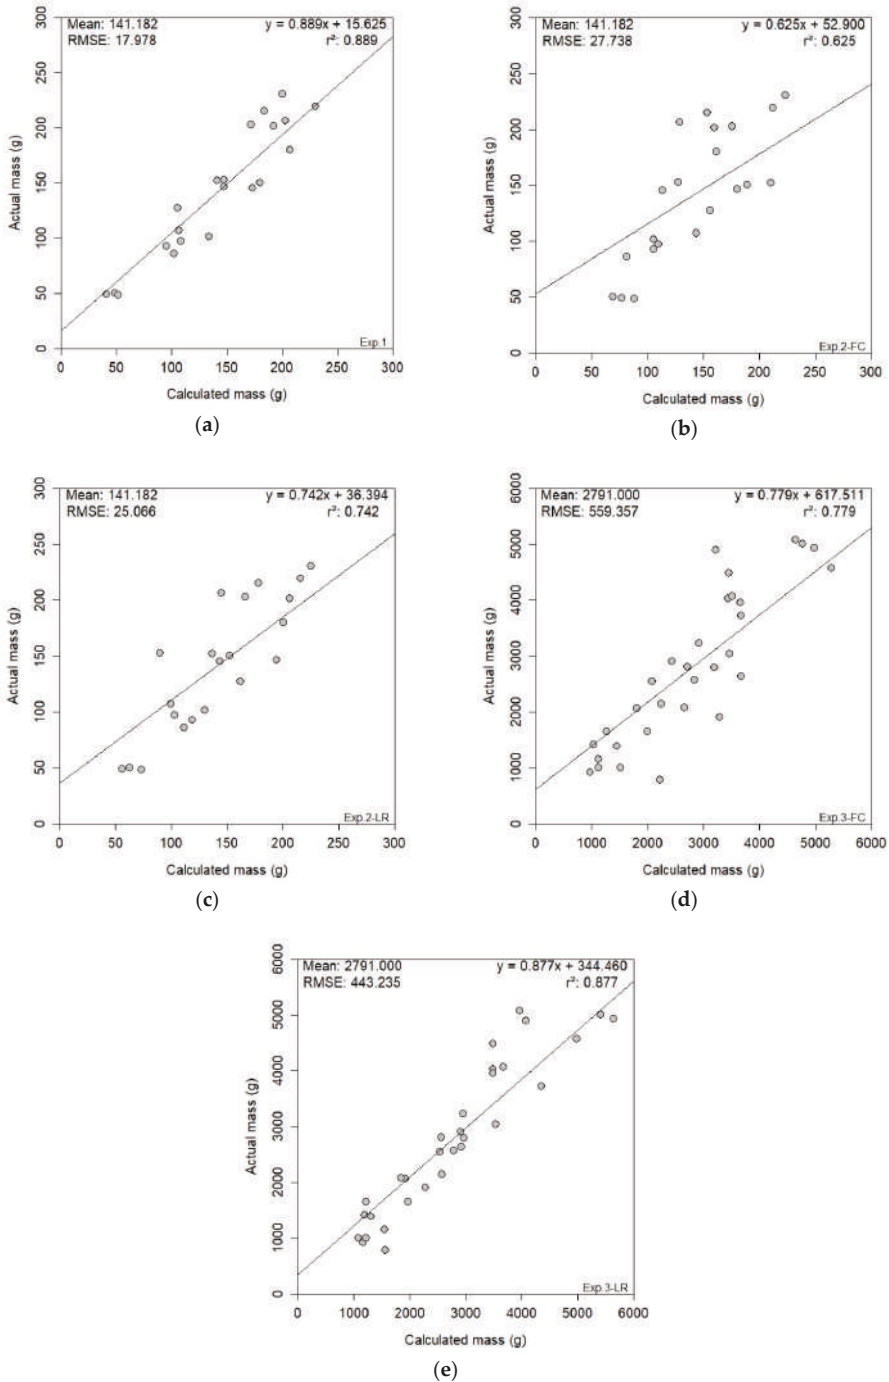 Mean: 141.182 y = 0.889x + 15.625
RMSE: 17.978 r²: 0.889
300
250
200
150
100
50
0
Actual mass (g)
Exp.1
0 50 100 150 200 250 300
Calculated mass (g)
(a)
Mean: 141.182 y = 0.625x + 52.900
RMSE: 27.738 r²: 0.625
300
250
200
150
100
50
0
Actual mass (g)
Exp.2-FC
0 50 100 150 200 250 300
Calculated mass (g)
(b)
Mean: 141.182 y = 0.742x + 36.394
RMSE: 25.066 r²: 0.742
300
250
200
150
100
50
0
Actual mass (g)
Exp.2-LR
0 50 100 150 200 250 300
Calculated mass (g)
(c)
Mean: 2791.000 y = 0.779x + 617.511
RMSE: 559.357 r²: 0.779
6000
5000
4000
3000
2000
1000
0
Actual mass (g)
Exp.3-FC
0 1000 2000 3000 4000 5000 6000
Calculated mass (g)
(d)
Mean: 2791.000 y = 0.877x + 344.460
RMSE: 443.235 r²: 0.877
6000
5000
4000
3000
2000
1000
0
Actual mass (g)
Exp.3-LR
0 1000 2000 3000 4000 5000 6000
Calculated mass (g)
(e)